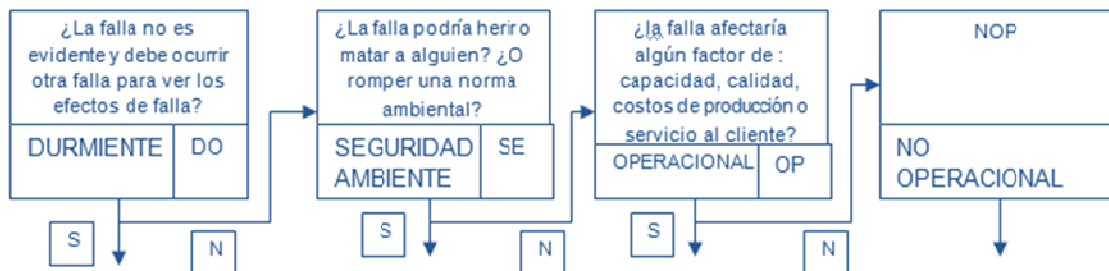 ¿La falla no es
evidente y debe ocurrir
otra falla para ver los
efectos de falla?
DURMIENTE
DO
S
N
¿La falla podría herir o
matar a alguien? ¿O
romper una norma
ambiental?
SEGURIDAD
AMBIENTE
SE
S
N
¿la falla afectaría
algún factor de :
capacidad, calidad,
costos de producción o
servicio al cliente?
OPERACIONAL
OP
S
N
NOP
NO
OPERACIONAL